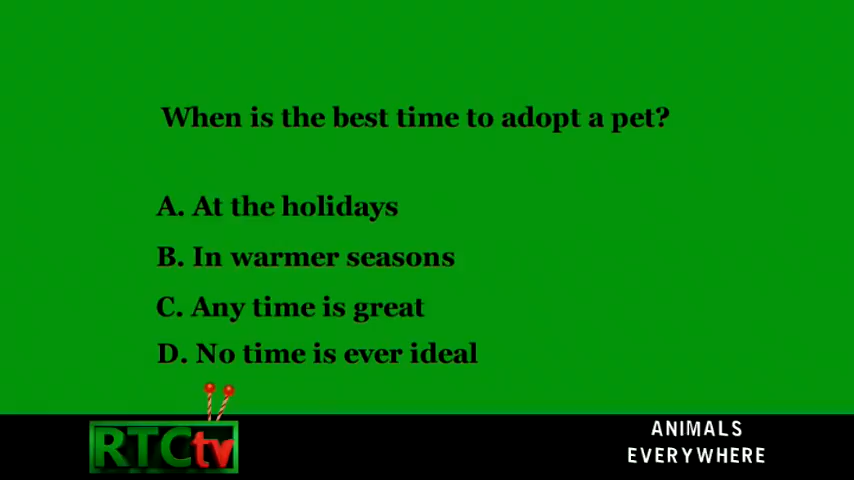 When is the best time to adopt a pet?
A. At the holidays
B. In warmer seasons
C. Any time is great
D. No time is ever ideal
RTCtv
ANIMALS
EVERYWHERE